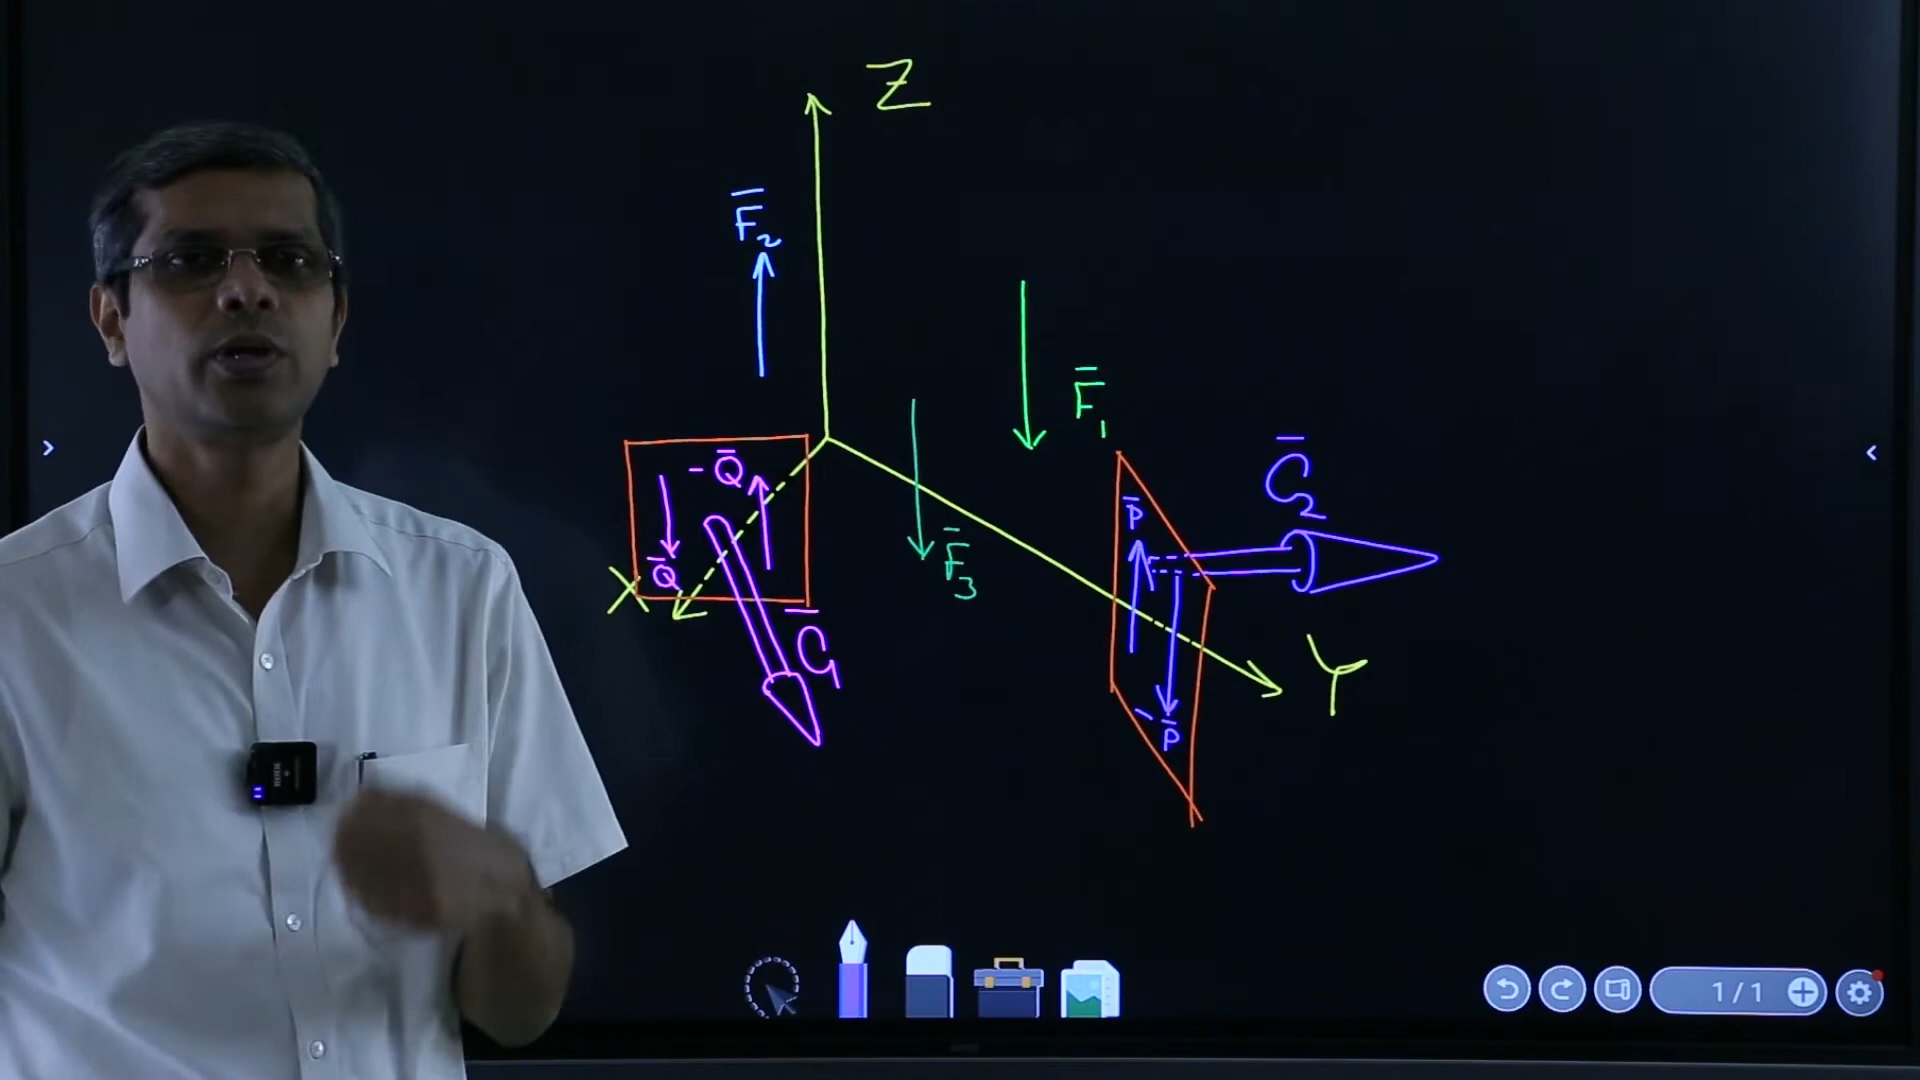 Z
F̄₂
F̄₁
C̄₂
- Q̄
P̄
F̄₃
Q̄
X
C̄₁
Y
- P̄
1/1